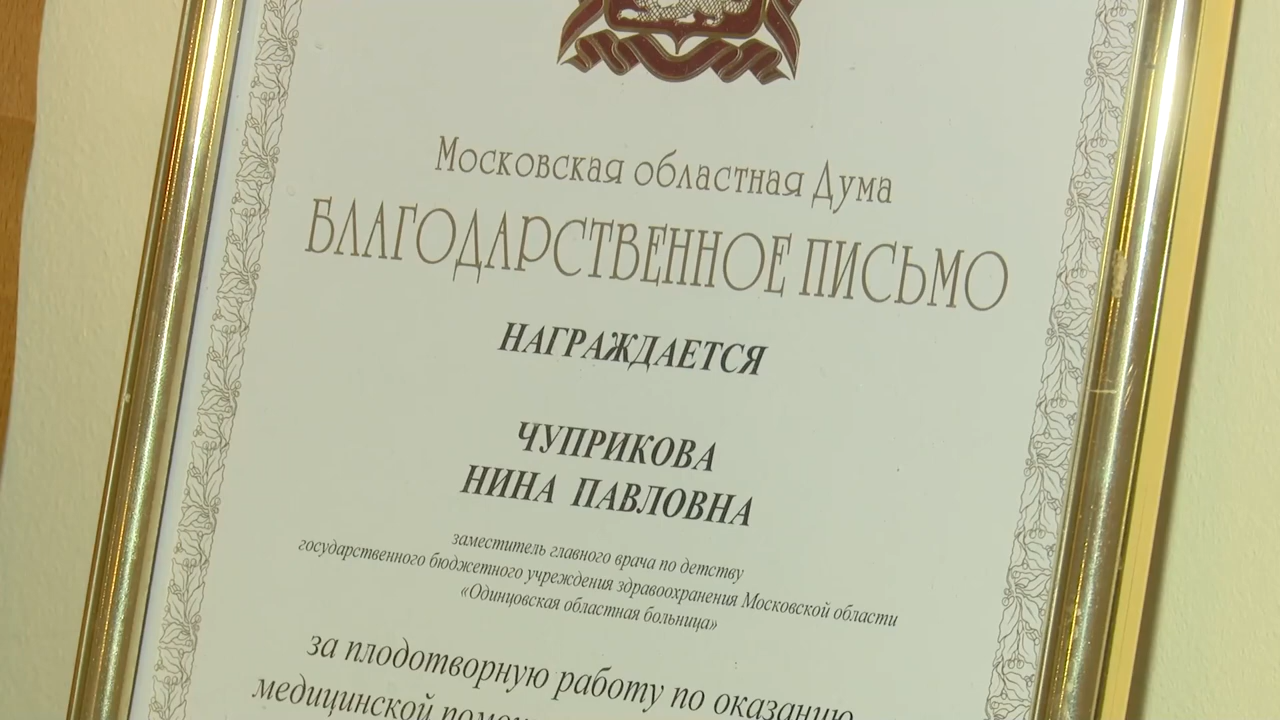 Московская областная Дума
БЛАГОДАРСТВЕННОЕ ПИСЬМО
НАГРАЖДАЕТСЯ
ЧУПРИКОВА
НИНА ПАВЛОВНА
заместитель главного врача по детству
государственного бюджетного учреждения здравоохранения Московской области
«Одинцовская областная больница»
за плодотворную работу по оказанию
медицинской